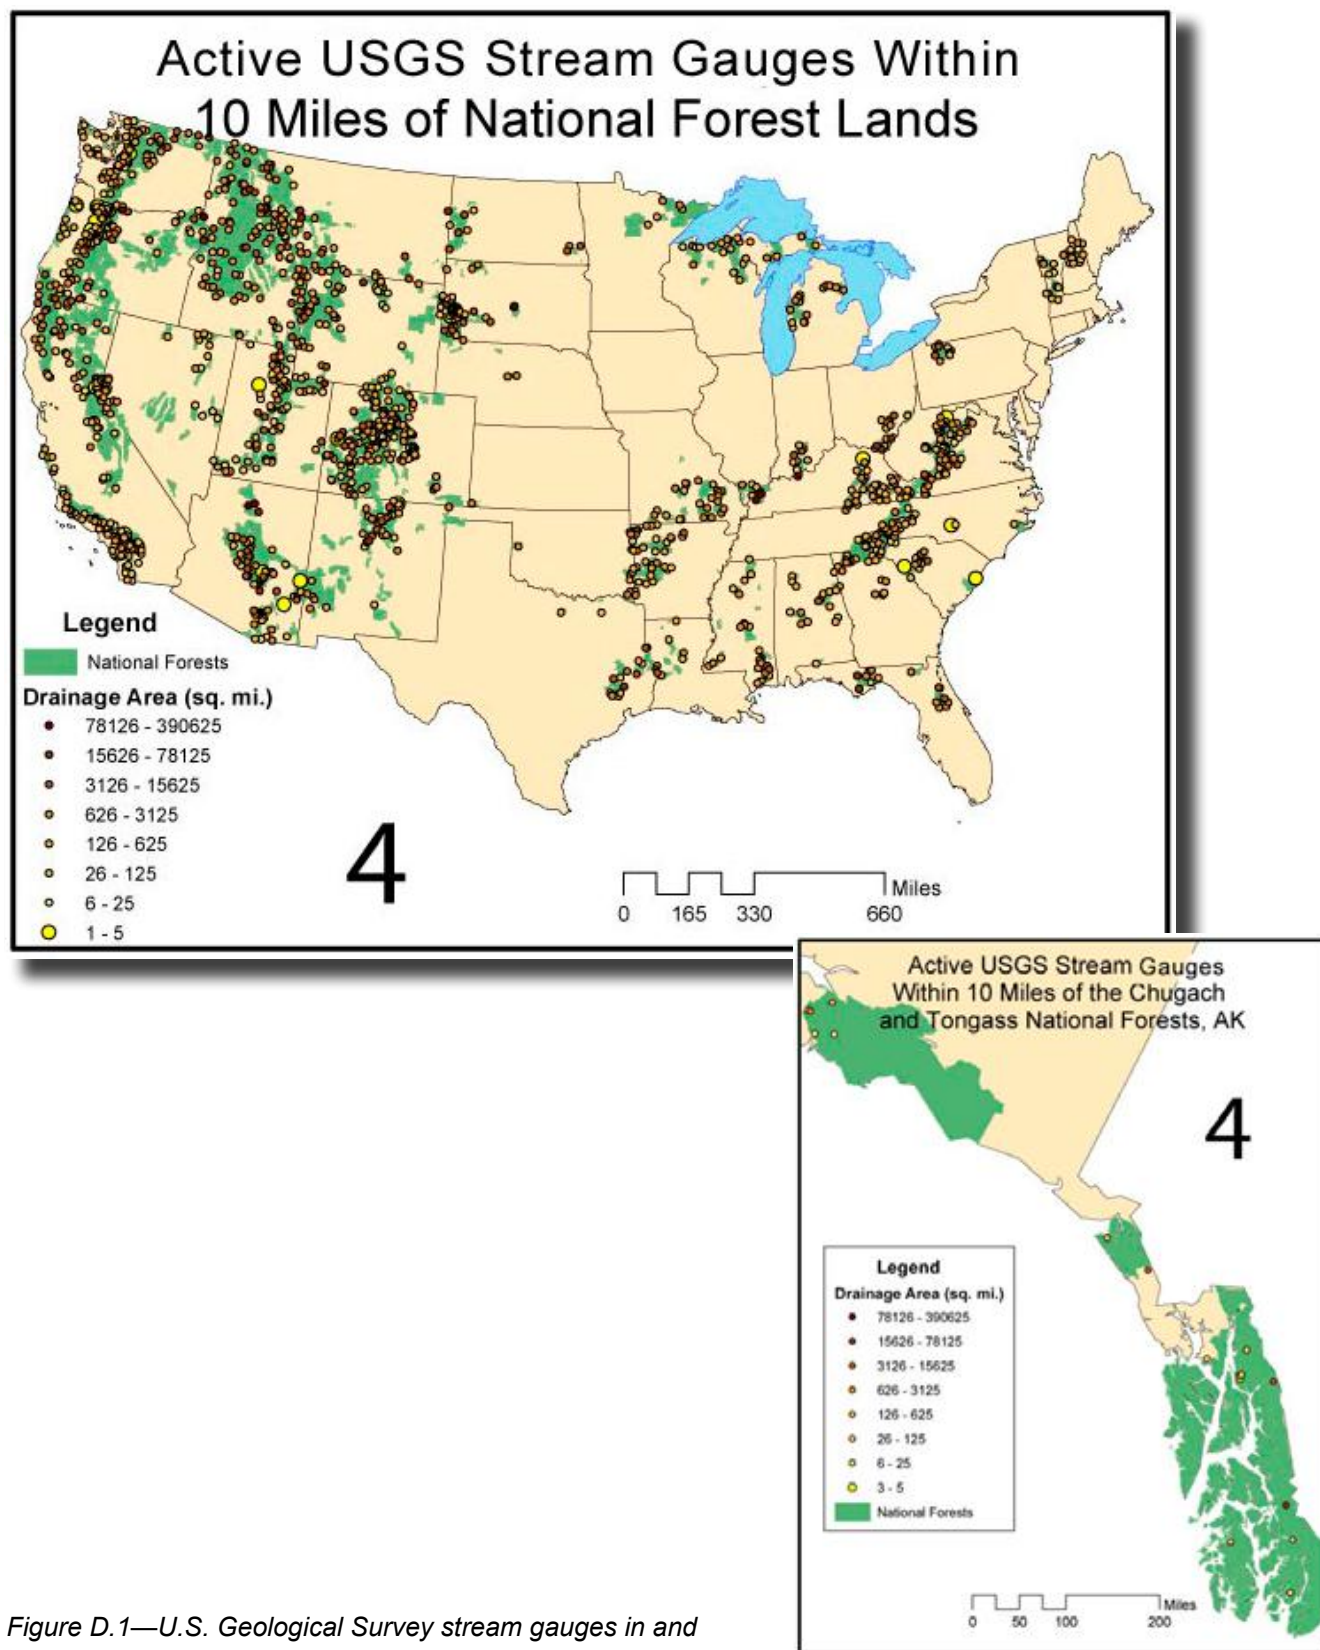 Active USGS Stream Gauges Within
10 Miles of National Forest Lands
Legend
National Forests
Drainage Area (sq. mi.)
78126 - 390625
15626 - 78125
3126 - 15625
626 - 3125
126 - 625
26 - 125
6 - 25
1 - 5
4
Miles
0 165 330 660
Active USGS Stream Gauges
Within 10 Miles of the Chugach
and Tongass National Forests, AK
4
Legend
Drainage Area (sq. mi.)
78126 - 390625
15626 - 78125
3126 - 15625
626 - 3125
126 - 625
26 - 125
6 - 25
3 - 5
National Forests
Miles
0 50 100 200
Figure D.1—U.S. Geological Survey stream gauges in and